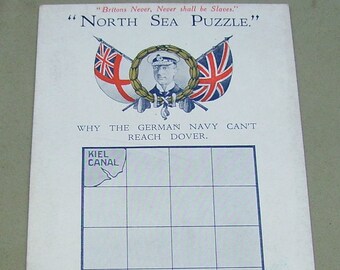 "Britons Never, Never shall be Slaves."
"NORTH SEA PUZZLE,"
WHY THE GERMAN NAVY CAN'T
REACH DOVER.
KIEL
CANAL